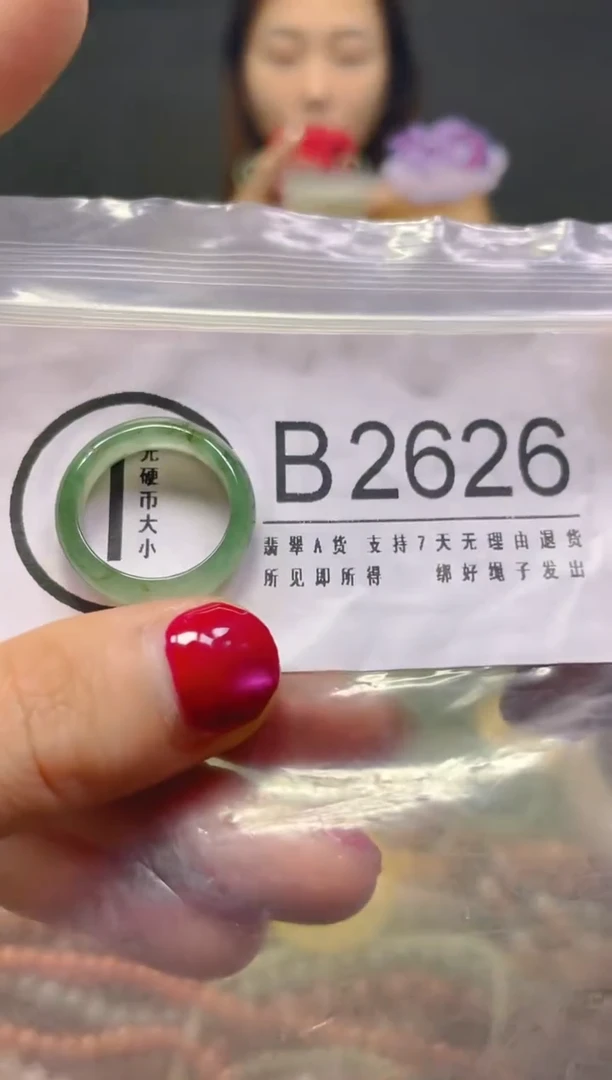 B2626
元硬币大小
翡翠A货 支持7天无理由退货
所见即所得 绑好绳子发出